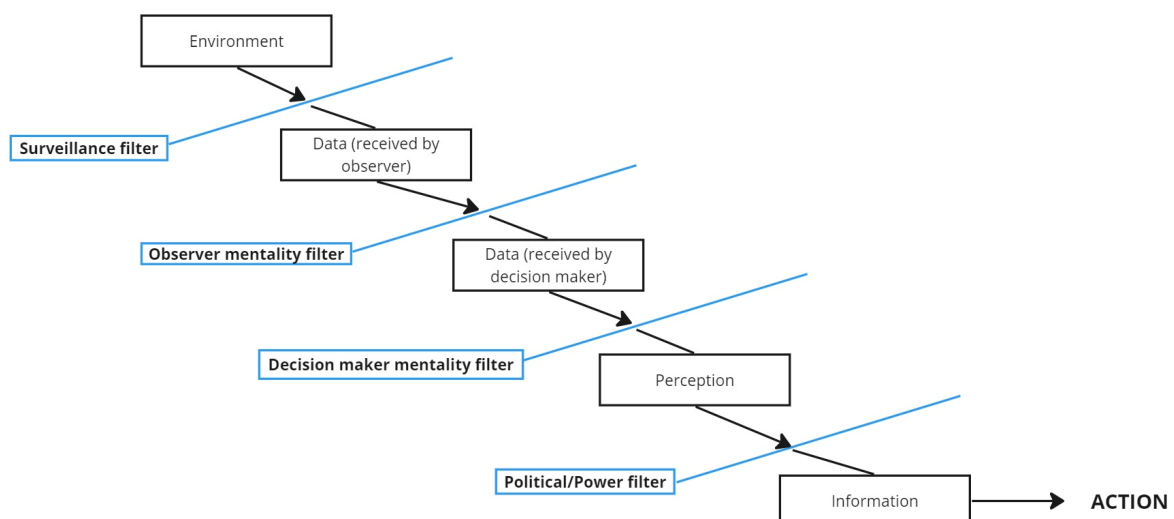 Environment
Surveillance filter
Data (received by
observer)
Observer mentality filter
Data (received by
decision maker)
Decision maker mentality filter
Perception
Political/Power filter
Information
ACTION